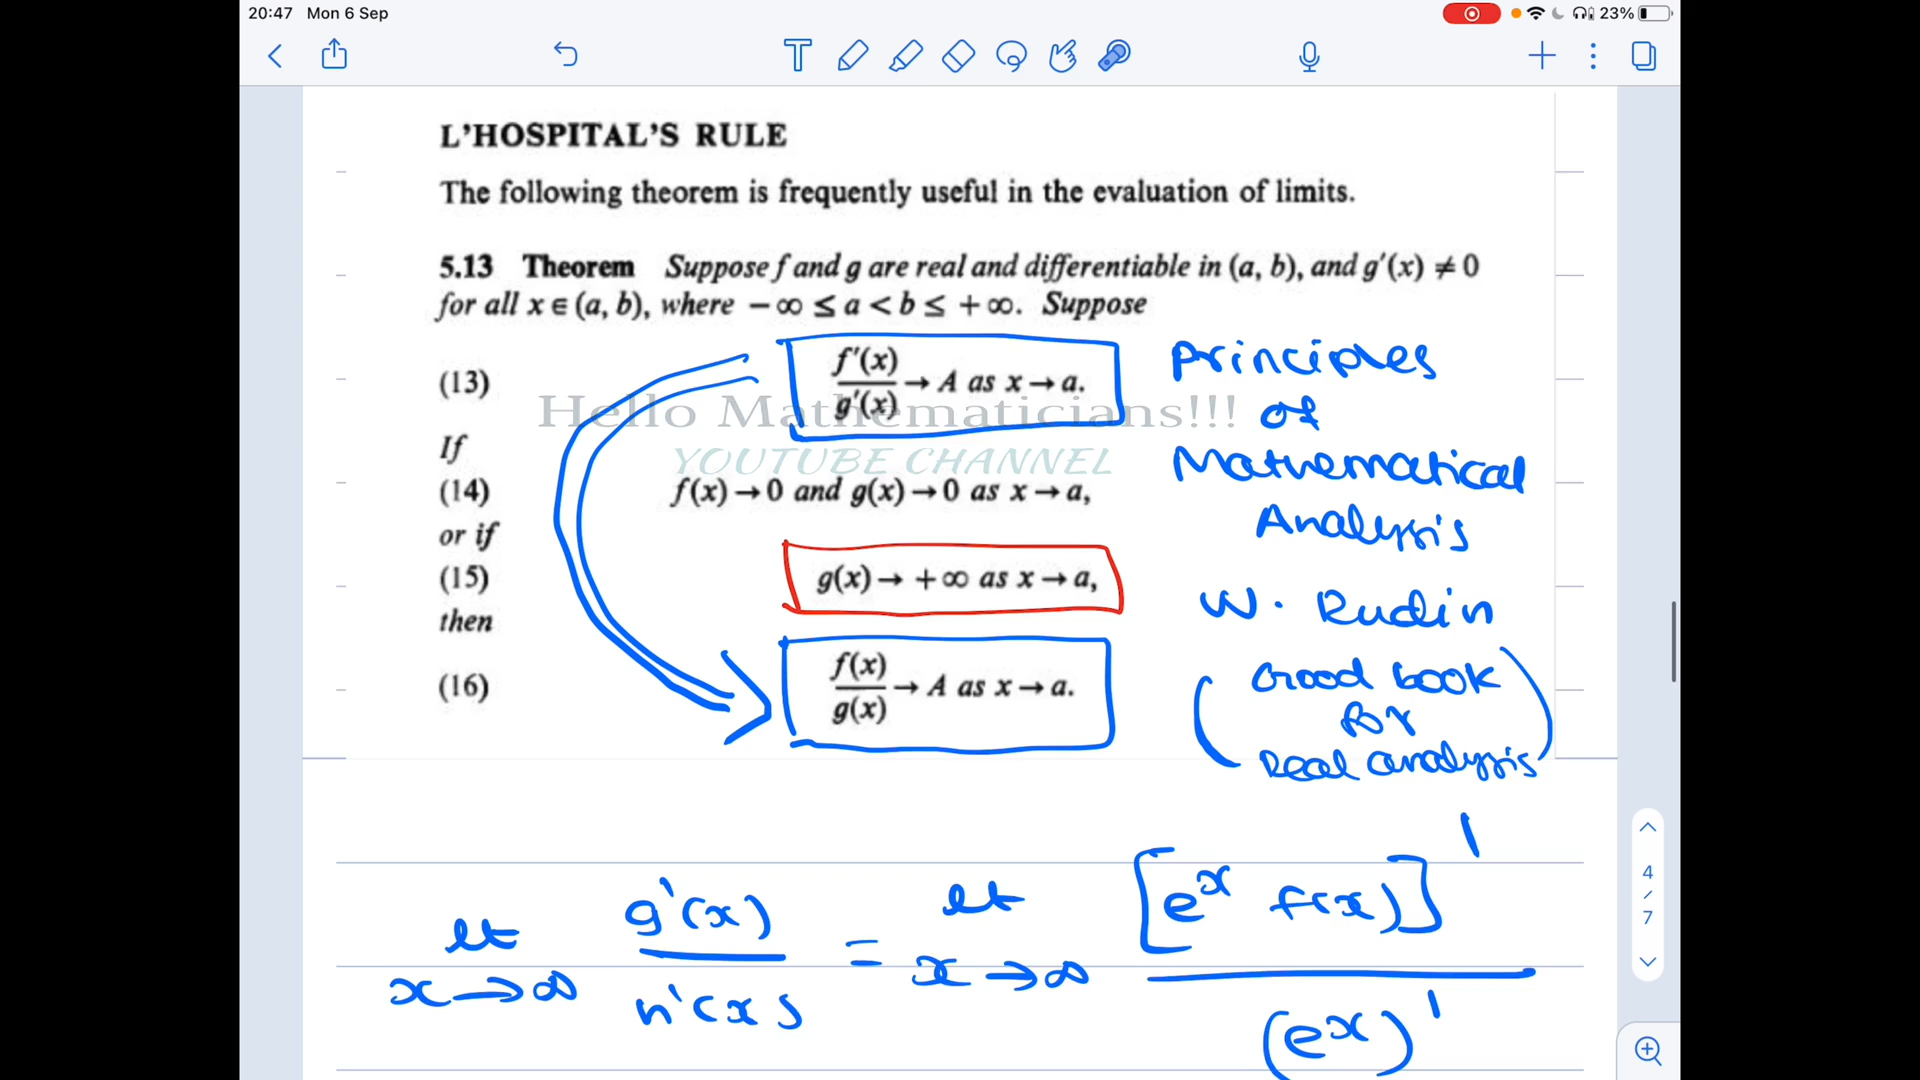 20:47 Mon 6 Sep 23%
L’HOSPITAL’S RULE
The following theorem is frequently useful in the evaluation of limits.
5.13 Theorem Suppose f and g are real and differentiable in (a, b), and g′(x) ≠ 0
for all x ∈ (a, b), where −∞ ≤ a < b ≤ +∞. Suppose
(13) f′(x)/g′(x) → A as x → a.
Hello Mathematicians!!!
YOUTUBE CHANNEL
If
(14) f(x) → 0 and g(x) → 0 as x → a,
or if
(15) g(x) → +∞ as x → a,
then
(16) f(x)/g(x) → A as x → a.
Principles
of
Mathematical
Analysis
W. Rudin
(Good book
for
Real analysis)
lt x→∞ g'(x)/h'(x) = lt x→∞ [e^x f(x)]'/(e^x)'
4
/
7